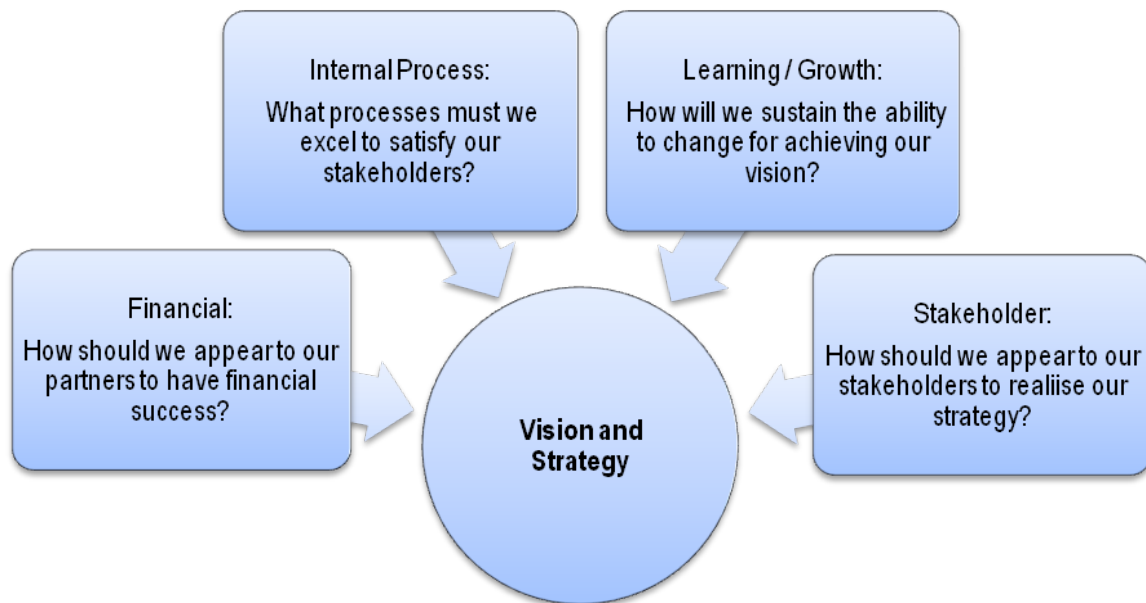 Internal Process:
What processes must we
excel to satisfy our
stakeholders?
Learning / Growth:
How will we sustain the ability
to change for achieving our
vision?
Financial:
How should we appear to our
partners to have financial
success?
Stakeholder:
How should we appear to our
stakeholders to realiise our
strategy?
Vision and
Strategy